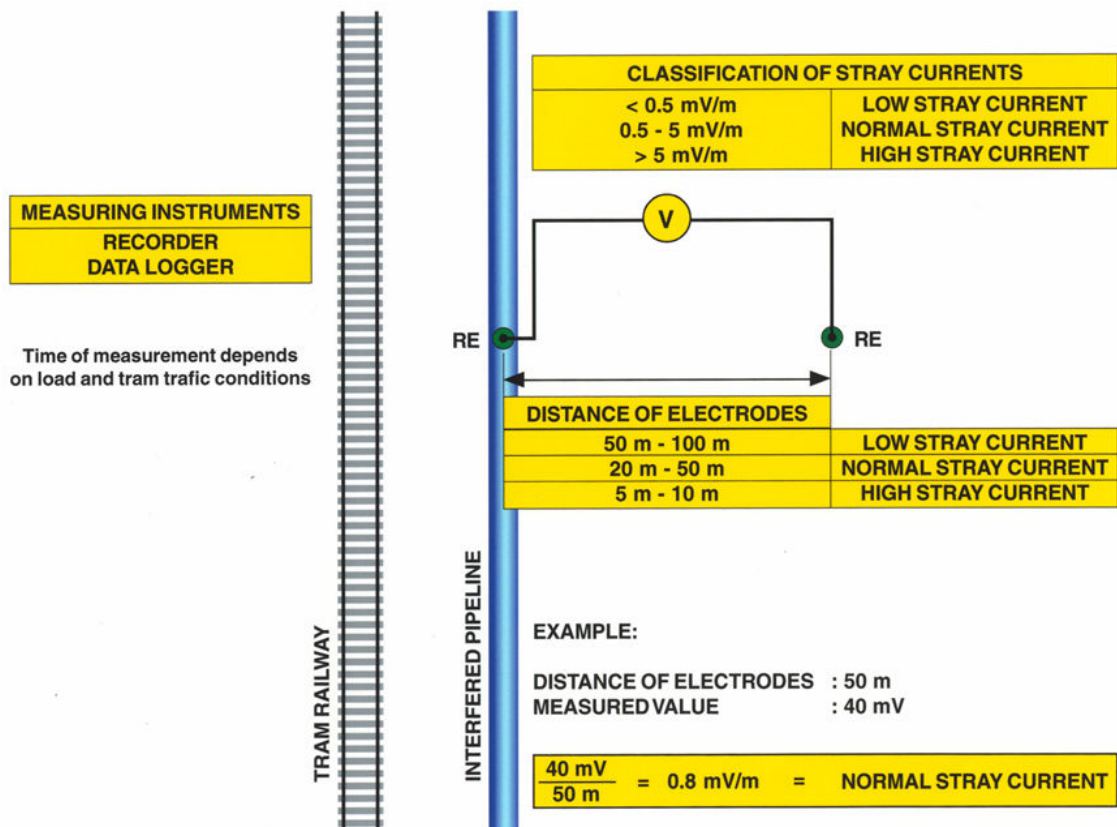 CLASSIFICATION OF STRAY CURRENTS
< 0.5 mV/m LOW STRAY CURRENT
0.5 - 5 mV/m NORMAL STRAY CURRENT
> 5 mV/m HIGH STRAY CURRENT
MEASURING INSTRUMENTS
RECORDER
DATA LOGGER
Time of measurement depends
on load and tram trafic conditions
V
RE
RE
DISTANCE OF ELECTRODES
50 m - 100 m LOW STRAY CURRENT
20 m - 50 m NORMAL STRAY CURRENT
5 m - 10 m HIGH STRAY CURRENT
TRAM RAILWAY
INTERFERED PIPELINE
EXAMPLE:
DISTANCE OF ELECTRODES : 50 m
MEASURED VALUE : 40 mV
40 mV
50 m
= 0.8 mV/m = NORMAL STRAY CURRENT